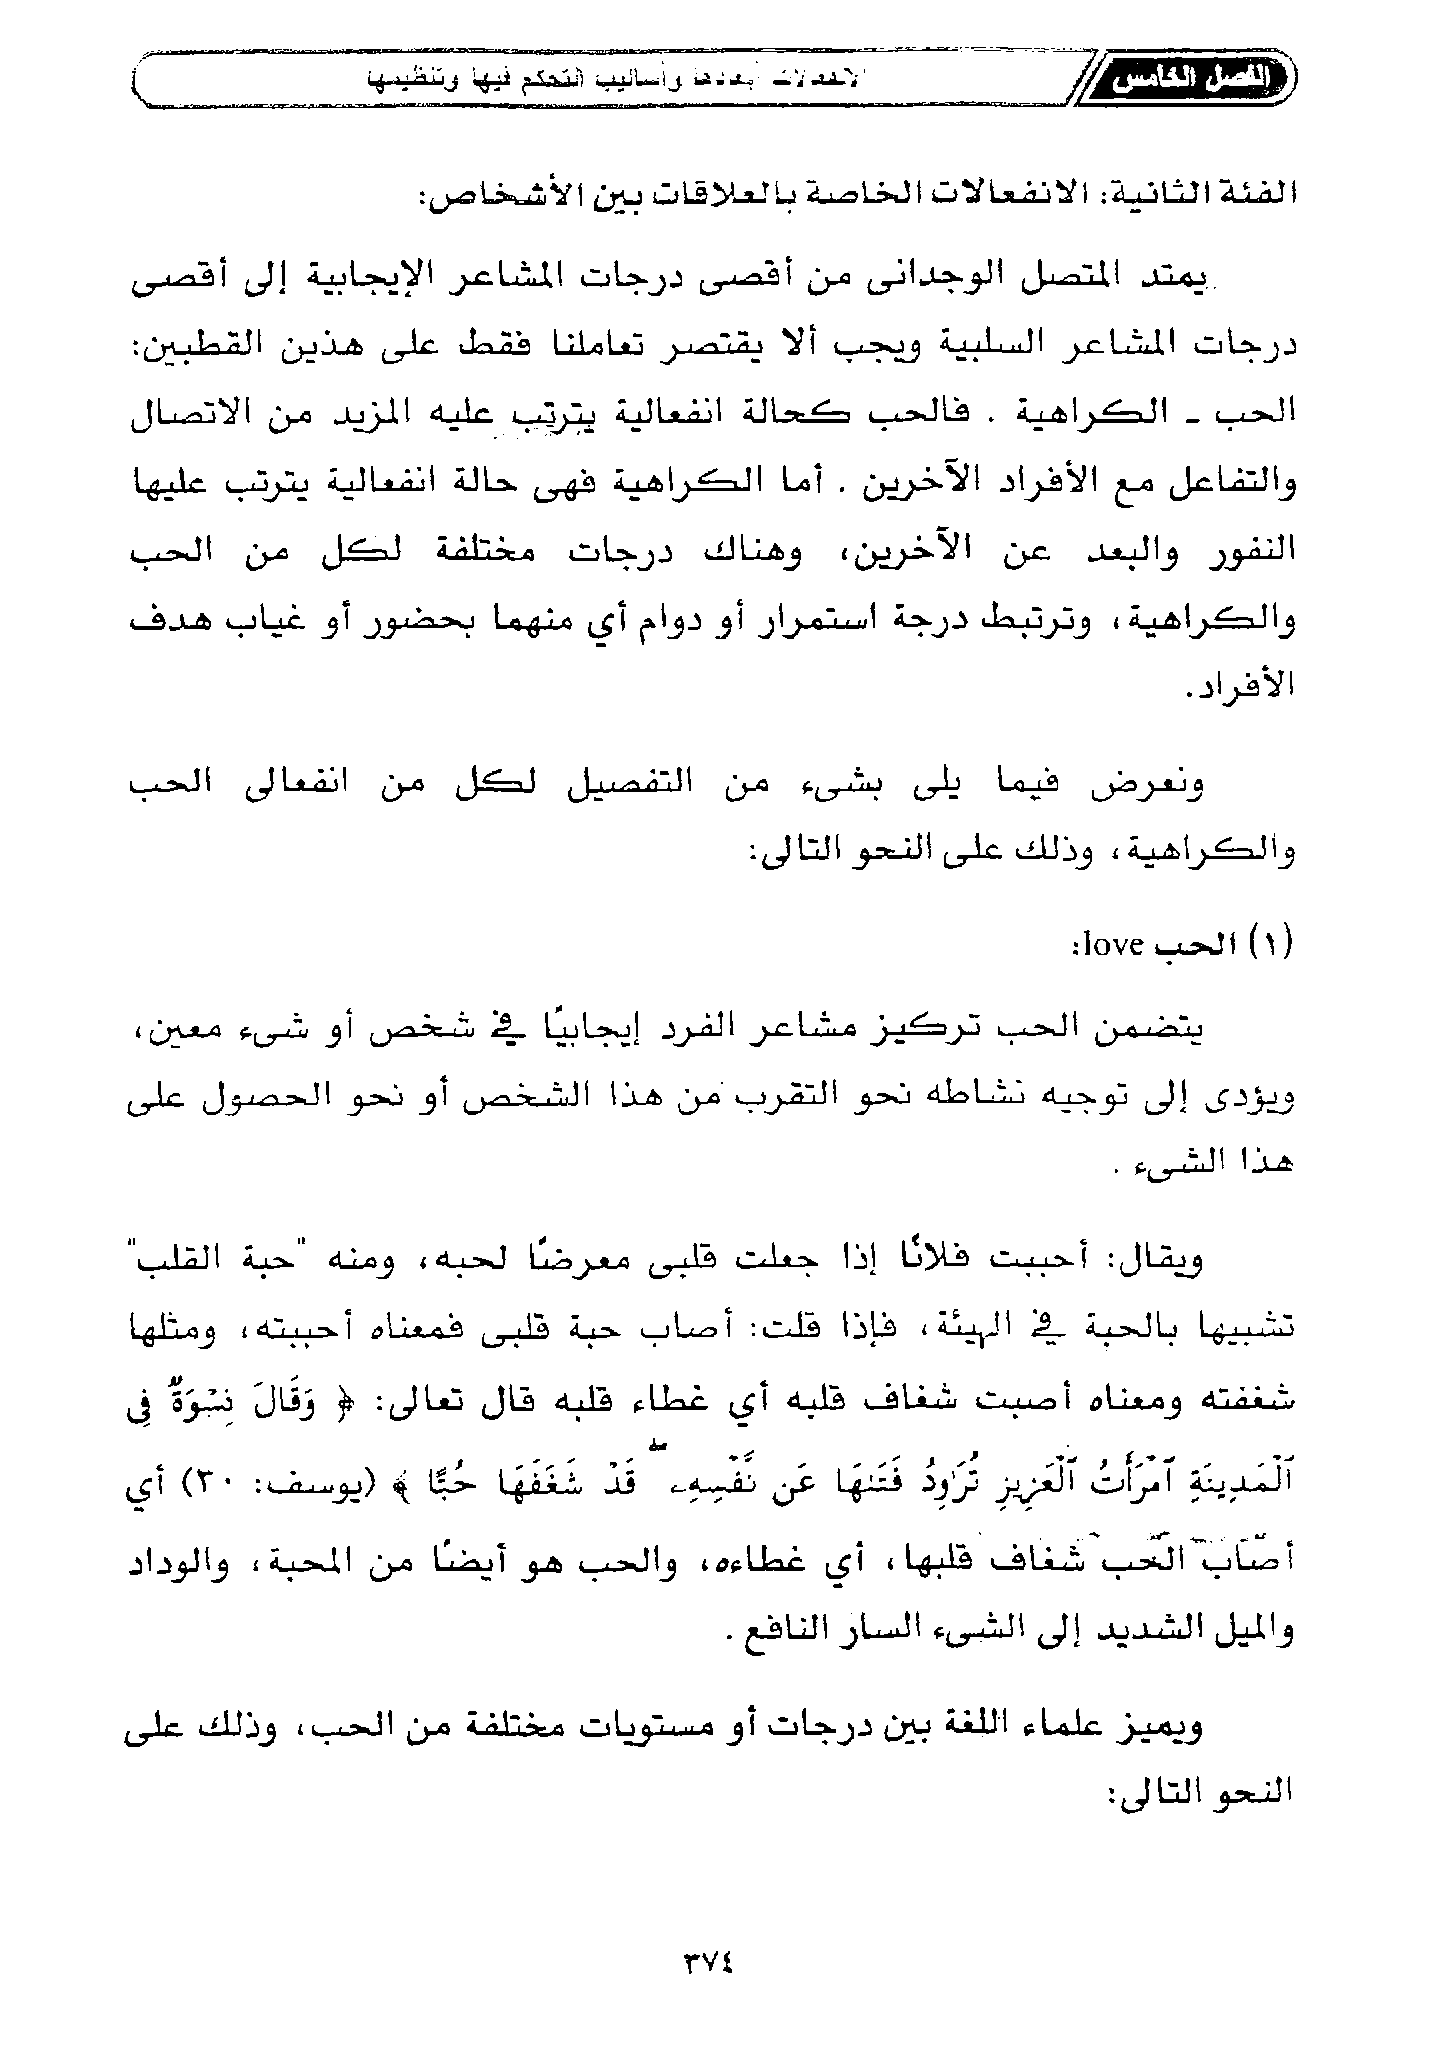 الفصل الخامس
الانفعالات أبعادها وأساليب التحكم فيها وتنظيمها
الفئة الثانية: الانفعالات الخاصة بالعلاقات بين الأشخاص:
يمتد المتصل الوجدانى من أقصى درجات المشاعر الإيجابية إلى أقصى
درجات المشاعر السلبية ويجب ألا يقتصر تعاملنا فقط على هذين القطبين:
الحب - الكراهية . فالحب كحالة انفعالية يترتب عليه المزيد من الاتصال
والتفاعل مع الأفراد الآخرين . أما الكراهية فهى حالة انفعالية يترتب عليها
النفور والبعد عن الآخرين، وهناك درجات مختلفة لكل من الحب
والكراهية، وترتبط درجة استمرار أو دوام أي منهما بحضور أو غياب هدف
الأفراد.
ونعرض فيما يلى بشىء من التفصيل لكل من انفعالى الحب
والكراهية، وذلك على النحو التالى:
(١) الحب love:
يتضمن الحب تركيز مشاعر الفرد إيجابيًا في شخص أو شىء معين،
ويؤدى إلى توجيه نشاطه نحو التقرب من هذا الشخص أو نحو الحصول على
هذا الشىء .
ويقال: أحببت فلانًا إذا جعلت قلبى معرضًا لحبه، ومنه "حبة القلب"
تشبيها بالحبة في الهيئة، فإذا قلت: أصاب حبة قلبى فمعناه أحببته، ومثلها
شغفته ومعناه أصبت شغاف قلبه أي غطاء قلبه قال تعالى: ﴿ وَقَالَ نِسْوَةٌ فِى
ٱلْمَدِينَةِ ٱمْرَأَتُ ٱلْعَزِيزِ تُرَٰوِدُ فَتَىٰهَا عَن نَّفْسِهِۦ ۖ قَدْ شَغَفَهَا حُبًّا ﴾ (يوسف: ٣٠) أي
أصاب الحب شغاف قلبها، أي غطاءه، والحب هو أيضًا من المحبة، والوداد
والميل الشديد إلى الشىء السار النافع .
ويميز علماء اللغة بين درجات أو مستويات مختلفة من الحب، وذلك على
النحو التالى:
٣٧٤